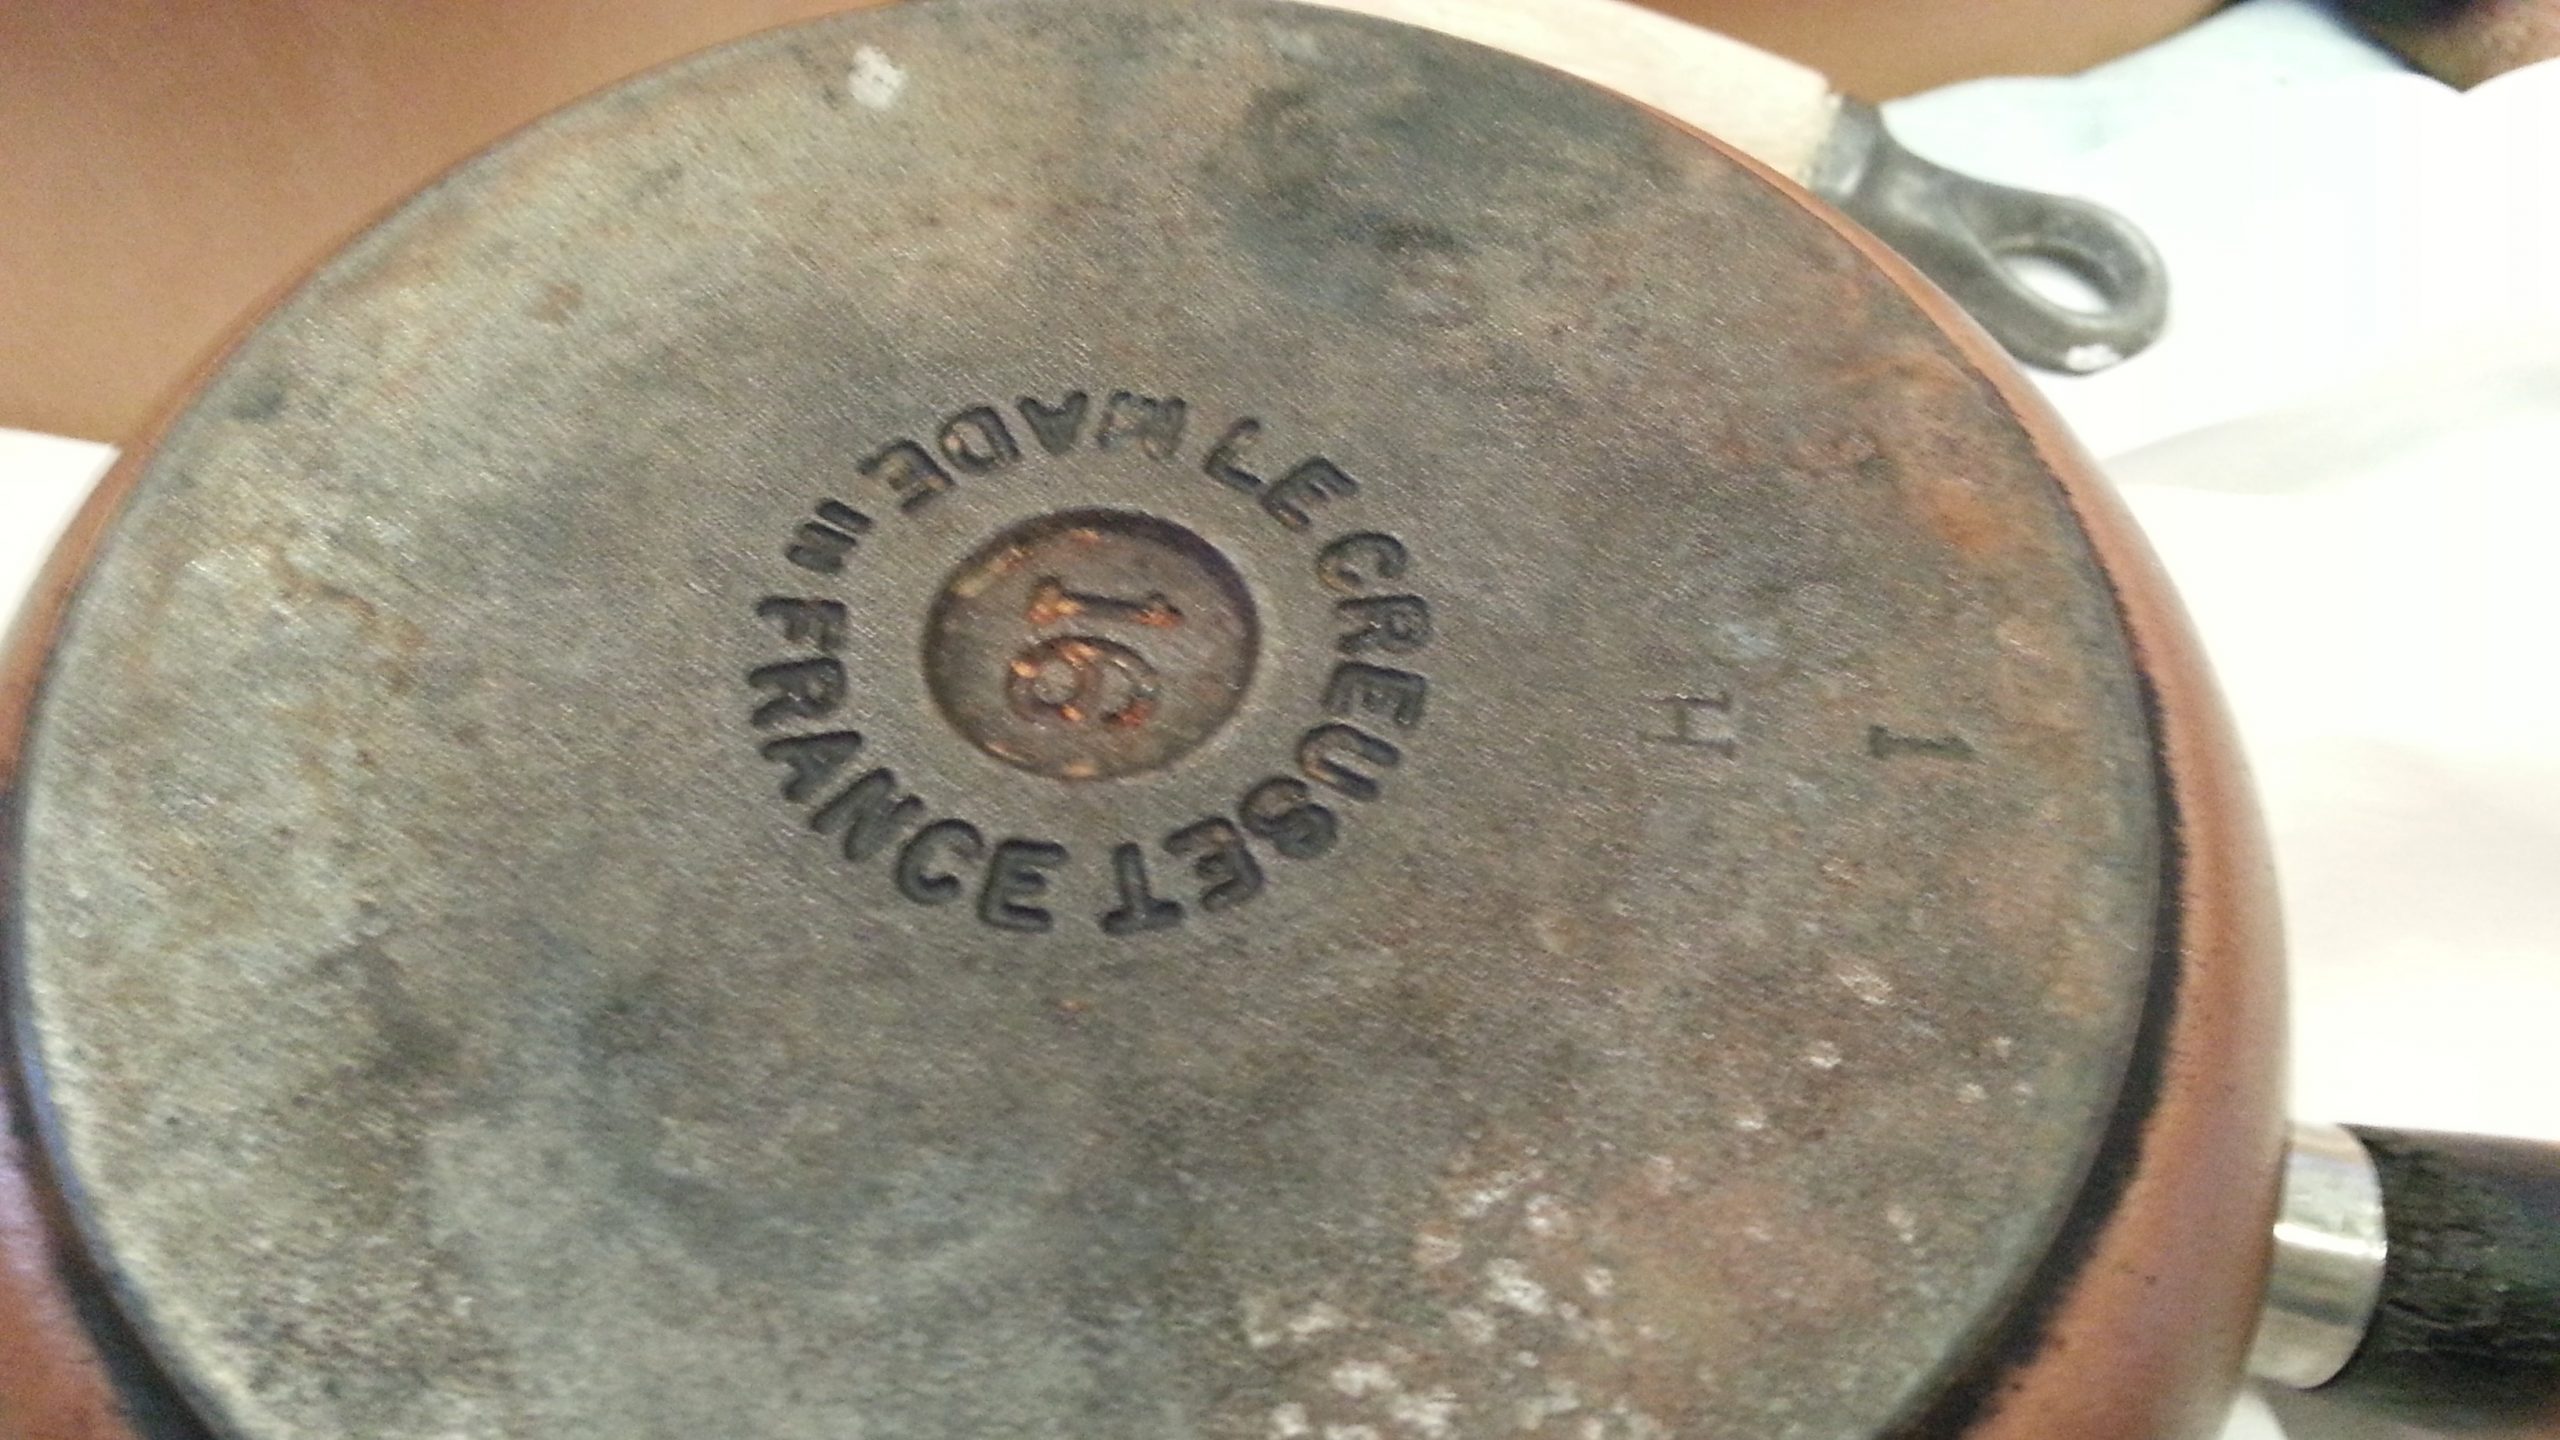 LE CREUSET
MADE IN FRANCE
16
H
1